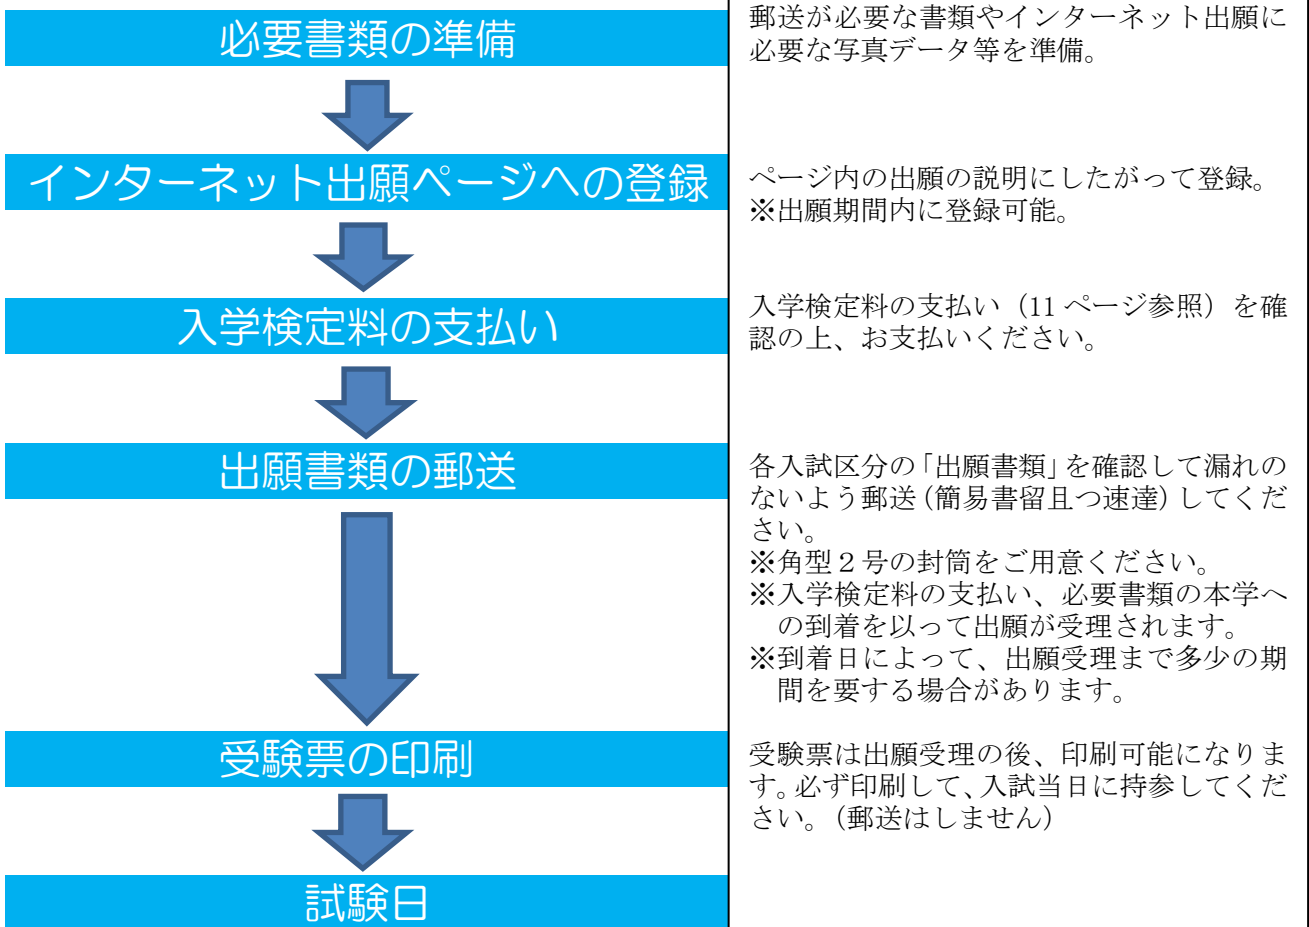 必要書類の準備
郵送が必要な書類やインターネット出願に
必要な写真データ等を準備。
インターネット出願ページへの登録
ページ内の出願の説明にしたがって登録。
※出願期間内に登録可能。
入学検定料の支払い
入学検定料の支払い（11 ページ参照）を確
認の上、お支払いください。
出願書類の郵送
各入試区分の「出願書類」を確認して漏れの
ないよう郵送（簡易書留且つ速達）してくだ
さい。
※角型２号の封筒をご用意ください。
※入学検定料の支払い、必要書類の本学へ
の到着を以って出願が受理されます。
※到着日によって、出願受理まで多少の期
間を要する場合があります。
受験票の印刷
受験票は出願受理の後、印刷可能になりま
す。必ず印刷して、入試当日に持参してくだ
さい。（郵送はしません）
試験日